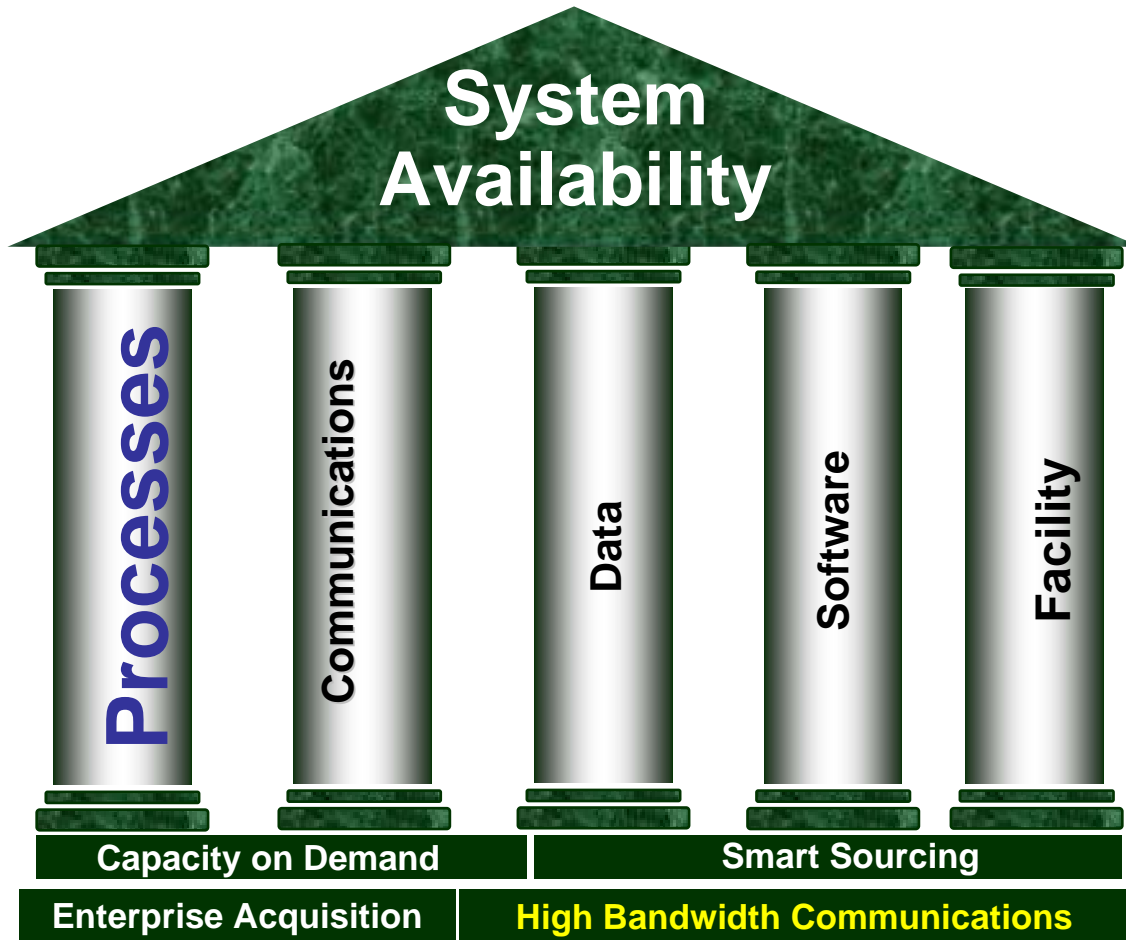 System
Availability
Processes
Communications
Data
Software
Facility
Capacity on Demand
Smart Sourcing
Enterprise Acquisition
High Bandwidth Communications